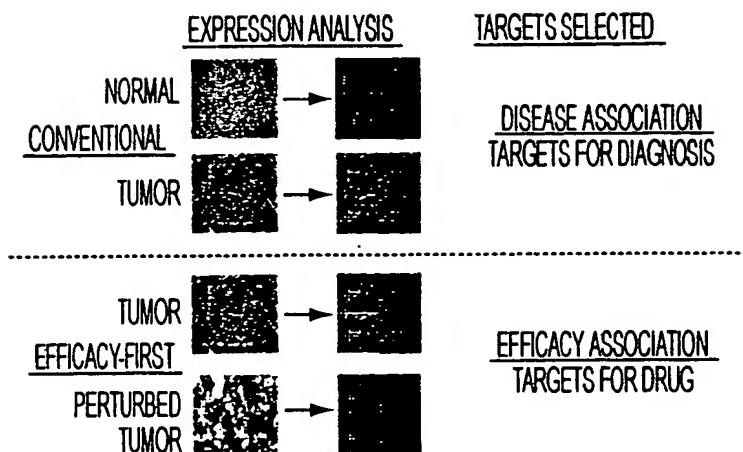 EXPRESSION ANALYSIS
TARGETS SELECTED
NORMAL
CONVENTIONAL
TUMOR
DISEASE ASSOCIATION
TARGETS FOR DIAGNOSIS
TUMOR
EFFICACY-FIRST
PERTURBED
TUMOR
EFFICACY ASSOCIATION
TARGETS FOR DRUG